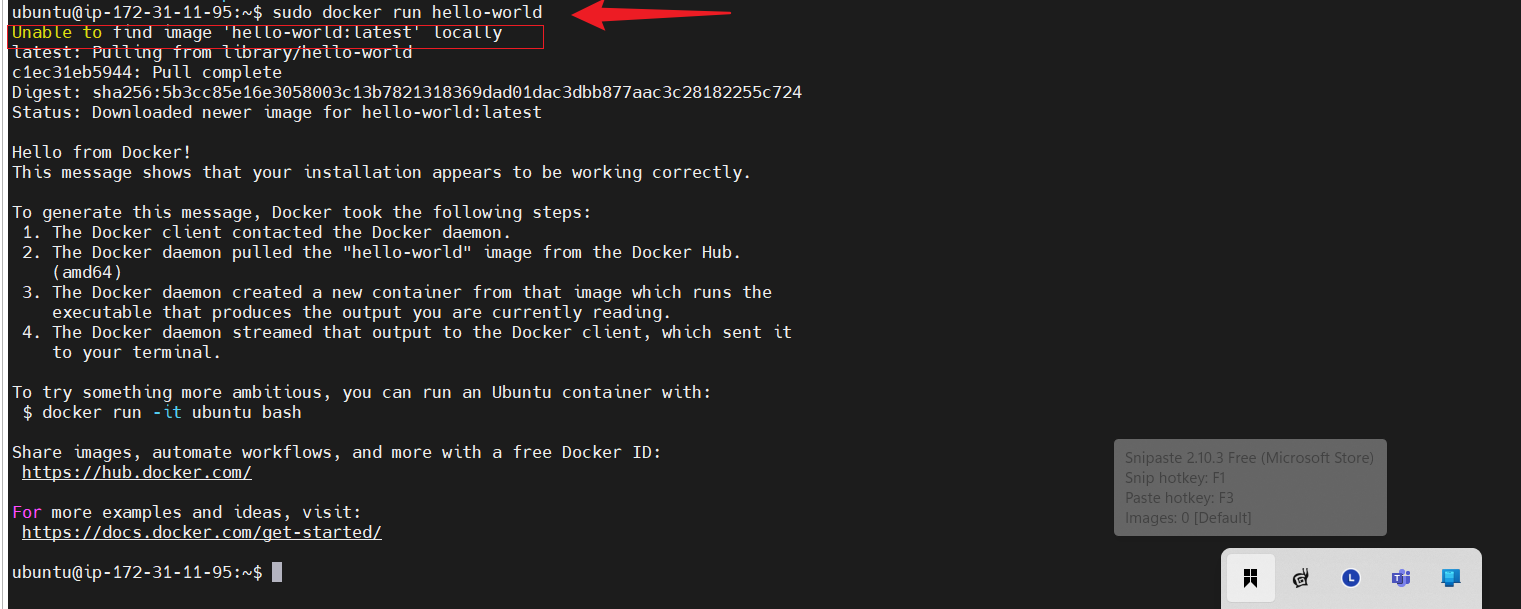 ubuntu@ip-172-31-11-95:~$ sudo docker run hello-world
Unable to find image 'hello-world:latest' locally
latest: Pulling from library/hello-world
c1ec31eb5944: Pull complete
Digest: sha256:5b3cc85e16e3058003c13b7821318369dad01dac3dbb877aac3c28182255c724
Status: Downloaded newer image for hello-world:latest

Hello from Docker!
This message shows that your installation appears to be working correctly.

To generate this message, Docker took the following steps:
 1. The Docker client contacted the Docker daemon.
 2. The Docker daemon pulled the "hello-world" image from the Docker Hub.
    (amd64)
 3. The Docker daemon created a new container from that image which runs the
    executable that produces the output you are currently reading.
 4. The Docker daemon streamed that output to the Docker client, which sent it
    to your terminal.

To try something more ambitious, you can run an Ubuntu container with:
 $ docker run -it ubuntu bash

Share images, automate workflows, and more with a free Docker ID:
 https://hub.docker.com/

For more examples and ideas, visit:
 https://docs.docker.com/get-started/

ubuntu@ip-172-31-11-95:~$
Snipaste 2.10.3 Free (Microsoft Store)
Snip hotkey: F1
Paste hotkey: F3
Images: 0 [Default]
L